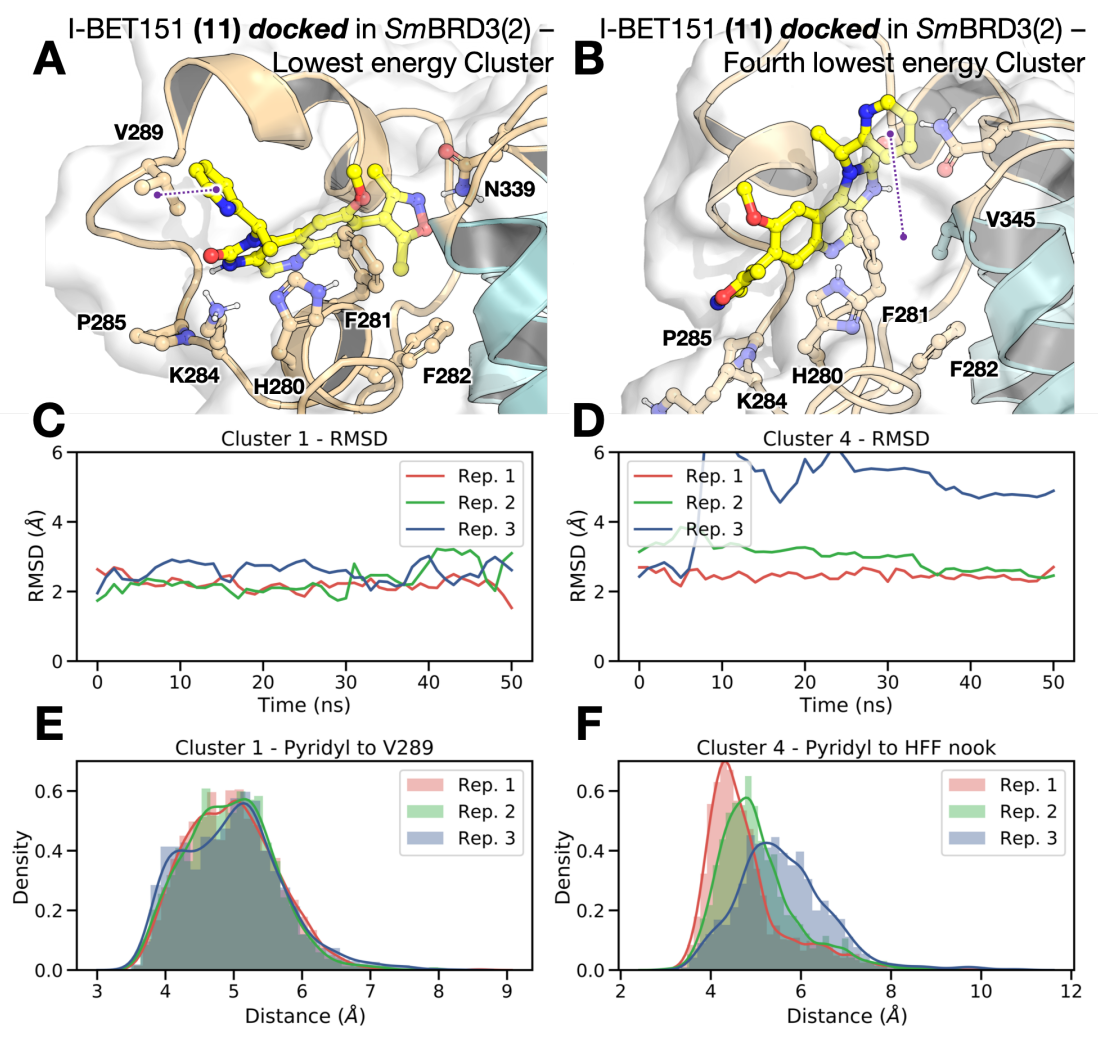 I-BET151 (11) docked in SmBRD3(2) –
Lowest energy Cluster
A
V289
N339
P285
K284
H280
F281
F282
I-BET151 (11) docked in SmBRD3(2) –
Fourth lowest energy Cluster
B
V345
F281
P285
H280
F282
K284
C
Cluster 1 - RMSD
6
4
2
0
RMSD (Å)
Rep. 1
Rep. 2
Rep. 3
0 10 20 30 40 50
Time (ns)
D
Cluster 4 - RMSD
6
4
2
0
RMSD (Å)
Rep. 1
Rep. 2
Rep. 3
0 10 20 30 40 50
Time (ns)
E
Cluster 1 - Pyridyl to V289
0.6
0.4
0.2
0.0
Density
Rep. 1
Rep. 2
Rep. 3
3 4 5 6 7 8 9
Distance (Å)
F
Cluster 4 - Pyridyl to HFF nook
0.6
0.4
0.2
0.0
Density
Rep. 1
Rep. 2
Rep. 3
2 4 6 8 10 12
Distance (Å)